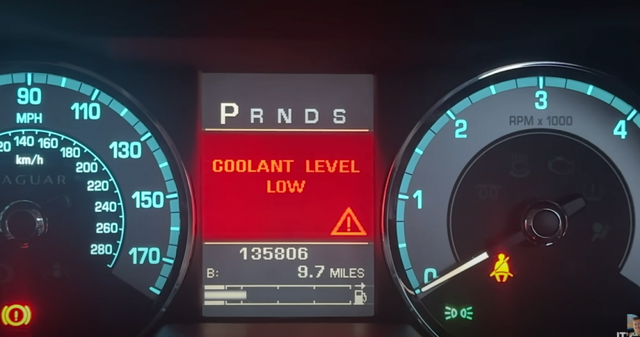 90
MPH
110
130
150
170
120 140 160
km/h
180
200
220
240
260
280
JAGUAR
P R N D S
COOLANT LEVEL
LOW
135806
B: 9.7 MILES
0
1
2
3
4
RPM x 1000